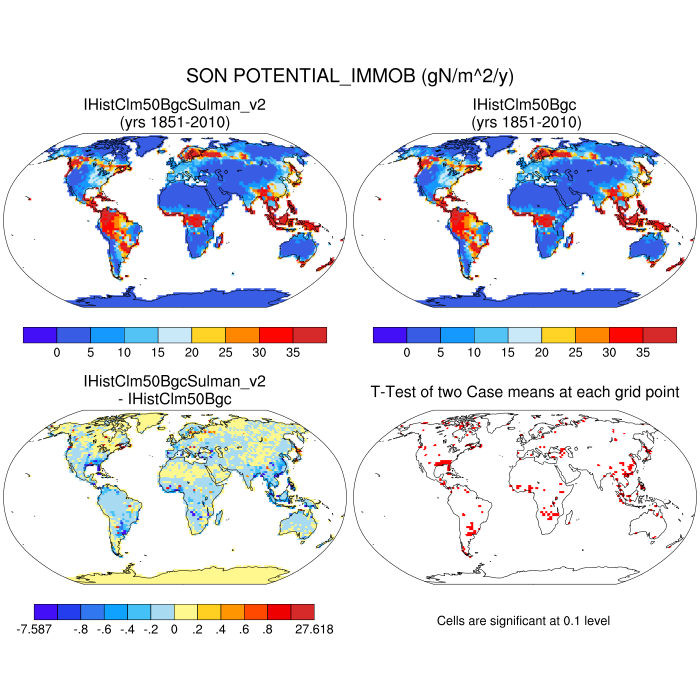 SON POTENTIAL_IMMOB (gN/m^2/y)
IHistClm50BgcSulman_v2
(yrs 1851-2010)
IHistClm50Bgc
(yrs 1851-2010)
0 5 10 15 20 25 30 35
0 5 10 15 20 25 30 35
IHistClm50BgcSulman_v2
- IHistClm50Bgc
T-Test of two Case means at each grid point
-7.587 -.8 -.6 -.4 -.2 0 .2 .4 .6 .8 27.618
Cells are significant at 0.1 level